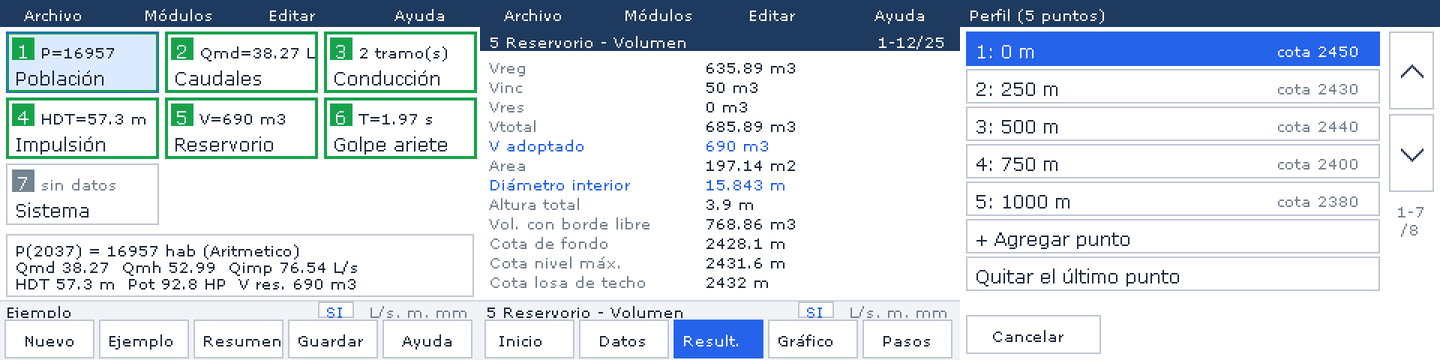 Archivo Módulos Editar Ayuda
1 P=16957
Población
2 Qmd=38.27 L
Caudales
3 2 tramo(s)
Conducción
4 HDT=57.3 m
Impulsión
5 V=690 m3
Reservorio
6 T=1.97 s
Golpe ariete
7 sin datos
Sistema
P(2037) = 16957 hab (Aritmetico)
Qmd 38.27 Qmh 52.99 Qimp 76.54 L/s
HDT 57.3 m Pot 92.8 HP V res. 690 m3
Ejemplo SI L/s, m, mm
Nuevo Ejemplo Resumen Guardar Ayuda
Archivo Módulos Editar Ayuda
5 Reservorio - Volumen 1-12/25
Vreg 635.89 m3
Vinc 50 m3
Vres 0 m3
Vtotal 685.89 m3
V adoptado 690 m3
Area 197.14 m2
Diámetro interior 15.843 m
Altura total 3.9 m
Vol. con borde libre 768.86 m3
Cota de fondo 2428.1 m
Cota nivel máx. 2431.6 m
Cota losa de techo 2432 m
5 Reservorio - Volumen SI L/s, m, mm
Inicio Datos Result. Gráfico Pasos
Perfil (5 puntos)
1: 0 m cota 2450
2: 250 m cota 2430
3: 500 m cota 2440
4: 750 m cota 2400
5: 1000 m cota 2380
+ Agregar punto
Quitar el último punto
1-7
/8
Cancelar